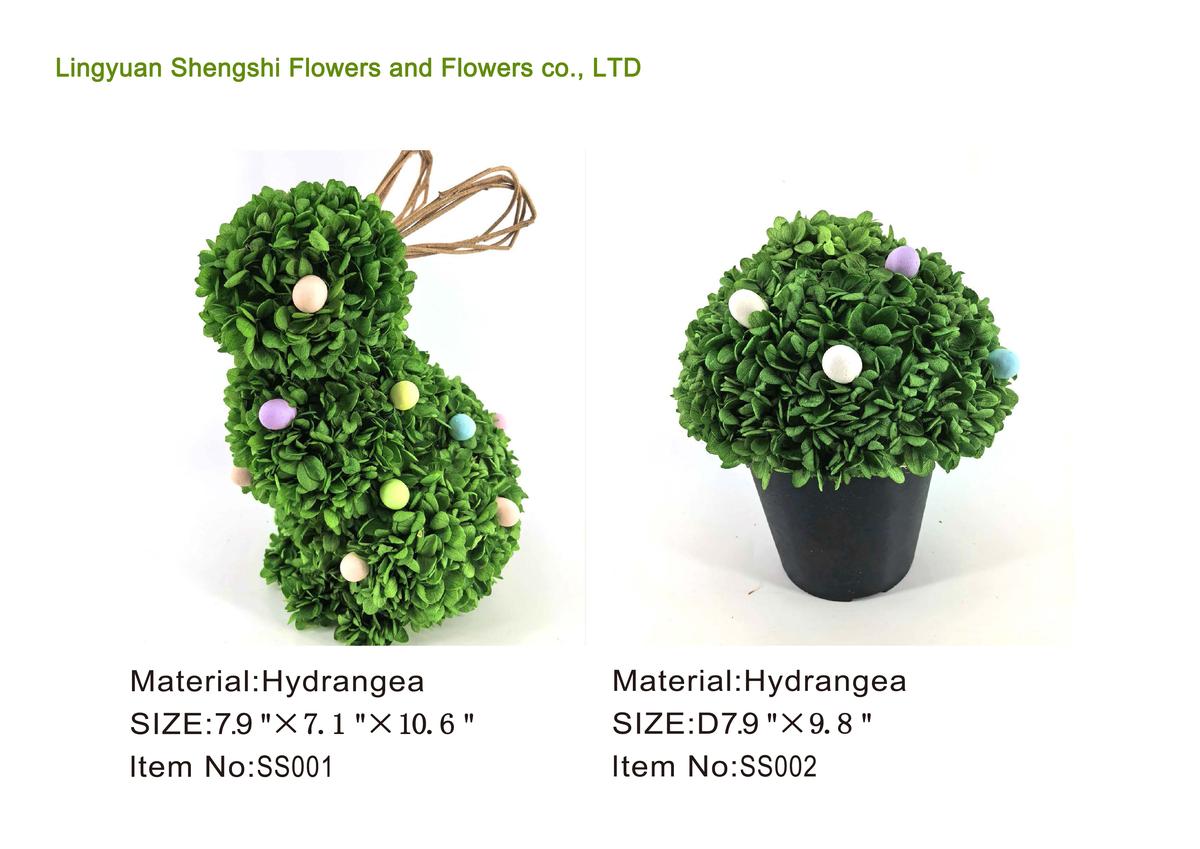 Lingyuan Shengshi Flowers and Flowers co., LTD
Material:Hydrangea
SIZE:7.9"×7.1"×10.6"
Item No:SS001
Material:Hydrangea
SIZE:D7.9"×9.8"
Item No:SS002